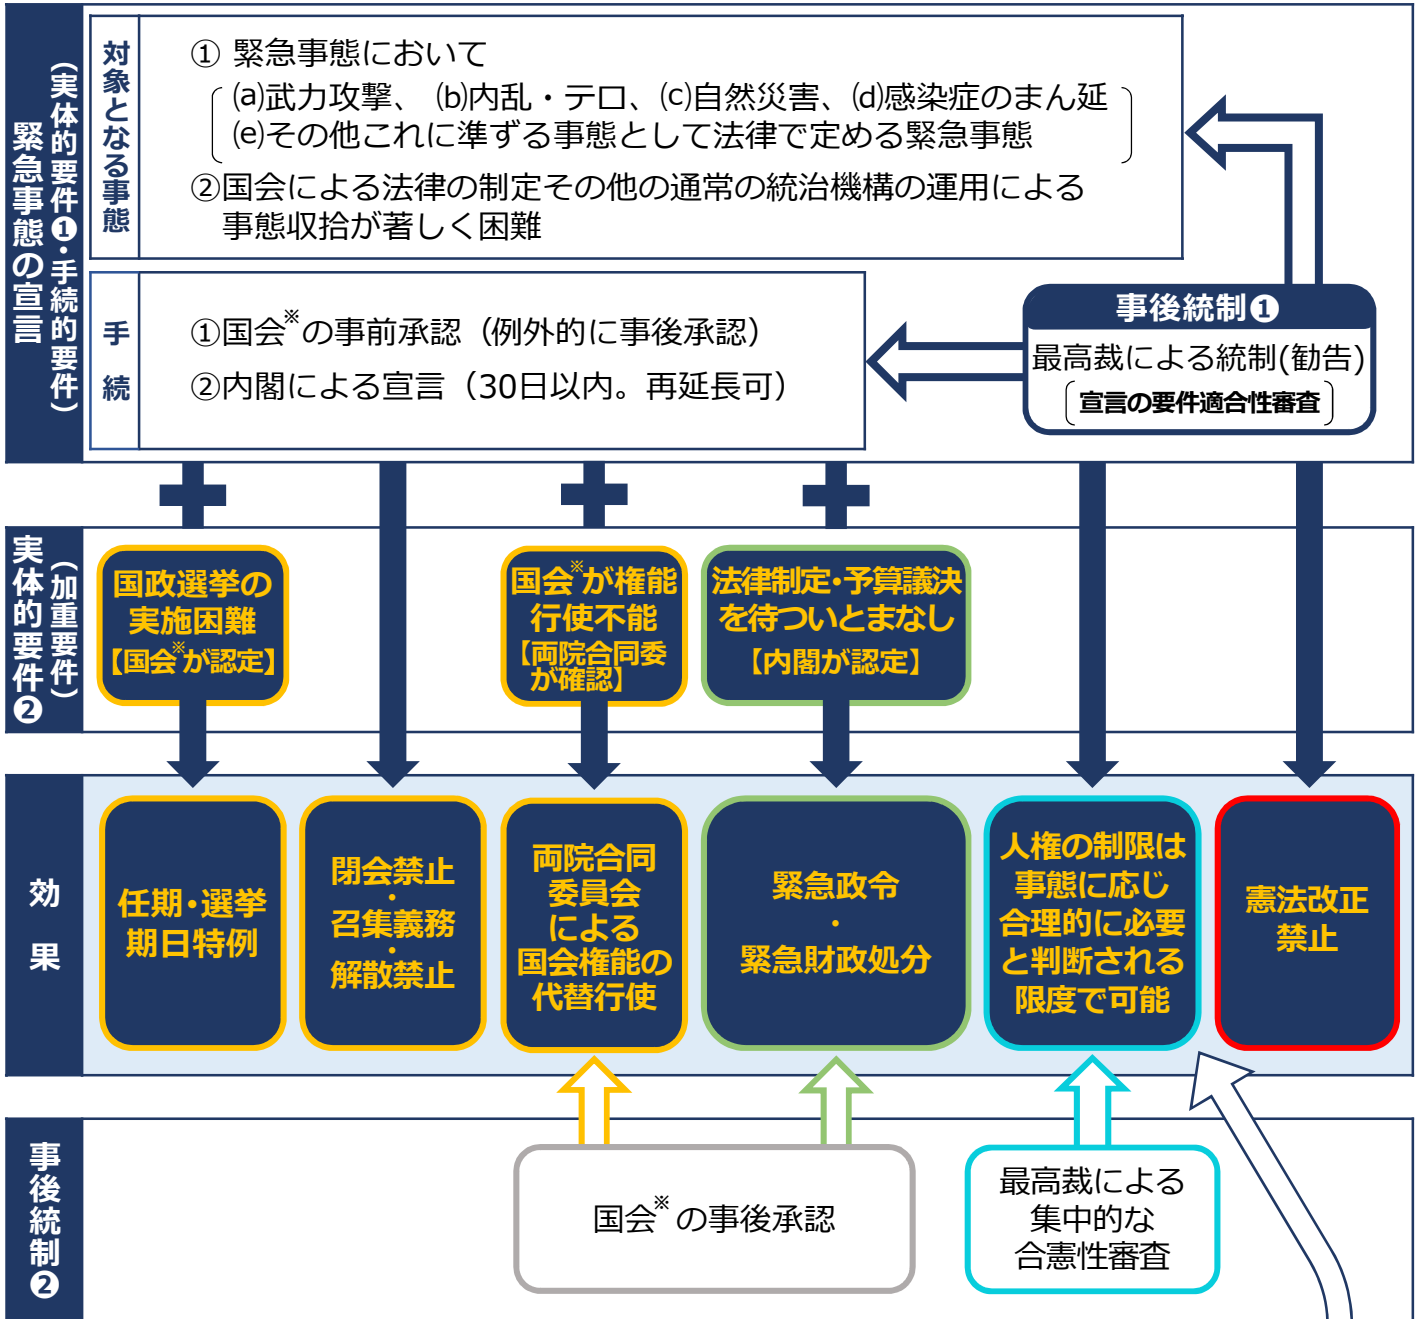 緊急事態の宣言
（実体的要件❶・手続的要件）
対象となる事態
① 緊急事態において
(a)武力攻撃、 (b)内乱・テロ、(c)自然災害、(d)感染症のまん延
(e)その他これに準ずる事態として法律で定める緊急事態
②国会による法律の制定その他の通常の統治機構の運用による
事態収拾が著しく困難
手続
①国会※の事前承認（例外的に事後承認）
②内閣による宣言（30日以内。再延長可）
事後統制❶
最高裁による統制(勧告)
宣言の要件適合性審査
実体的要件❷
（加重要件）
国政選挙の
実施困難
【国会※が認定】
国会※が権能
行使不能
【両院合同委
が確認】
法律制定・予算議決
を待ついとまなし
【内閣が認定】
効果
任期・選挙
期日特例
閉会禁止
・
召集義務
・
解散禁止
両院合同
委員会
による
国会権能の
代替行使
緊急政令
・
緊急財政処分
人権の制限は
事態に応じ
合理的に必要
と判断される
限度で可能
憲法改正
禁止
事後統制❷
国会※の事後承認
最高裁による
集中的な
合憲性審査